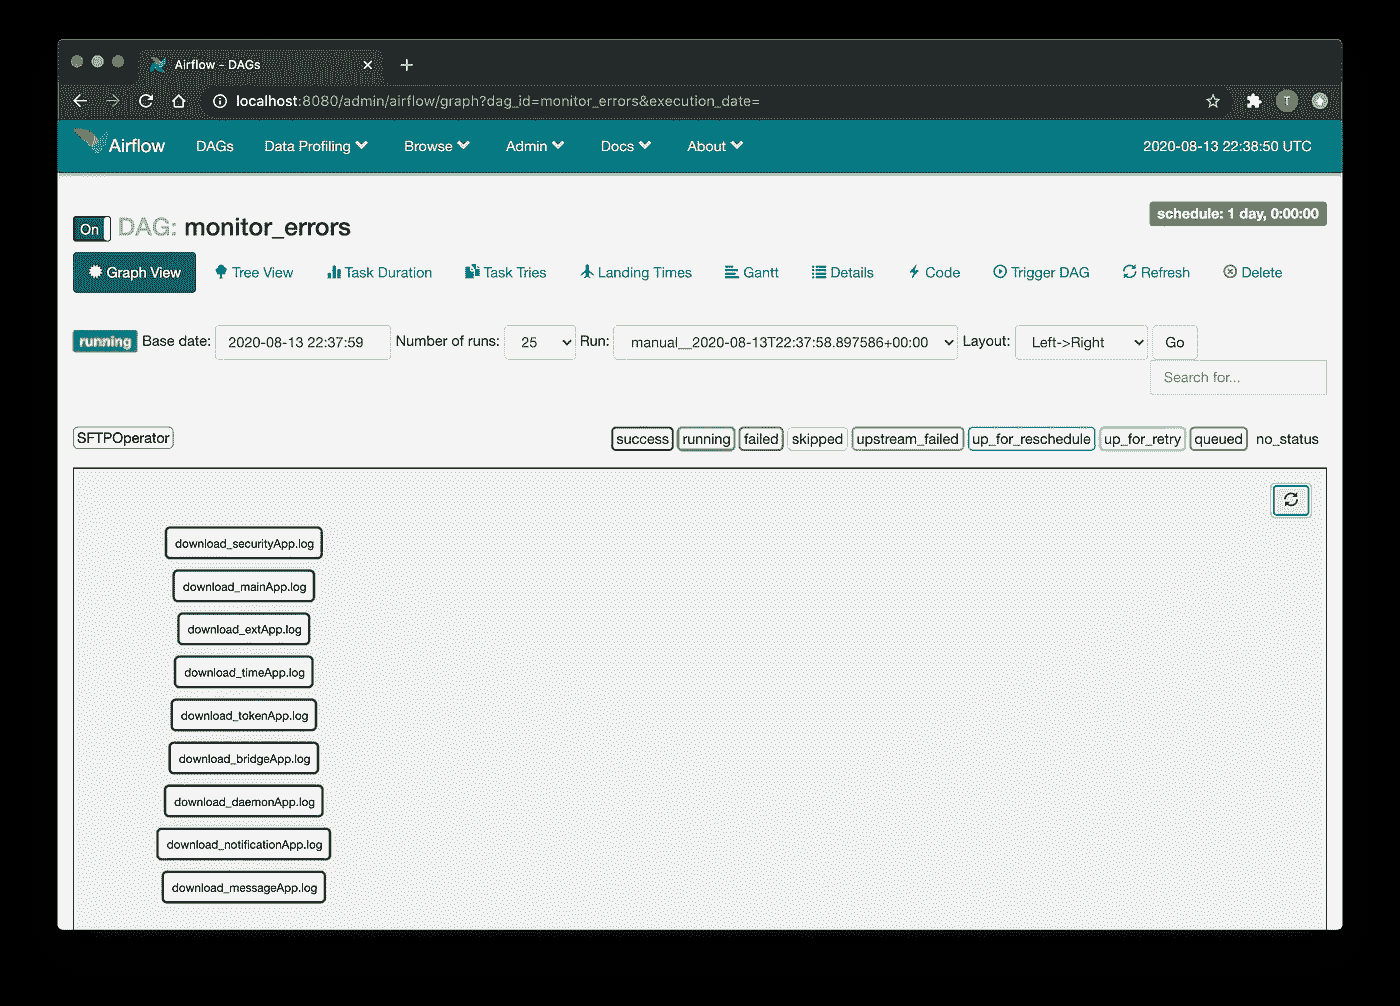 Airflow - DAGs
localhost:8080/admin/airflow/graph?dag_id=monitor_errors&execution_date=
T
Airflow DAGs Data Profiling Browse Admin Docs About 2020-08-13 22:38:50 UTC
schedule: 1 day, 0:00:00
On DAG: monitor_errors
Graph View Tree View Task Duration Task Tries Landing Times Gantt Details Code Trigger DAG Refresh Delete
running Base date: 2020-08-13 22:37:59 Number of runs: 25 Run: manual__2020-08-13T22:37:58.897586+00:00 Layout: Left->Right Go
Search for...
SFTPOperator success running failed skipped upstream_failed up_for_reschedule up_for_retry queued no_status
download_securityApp.log
download_mainApp.log
download_extApp.log
download_timeApp.log
download_tokenApp.log
download_bridgeApp.log
download_daemonApp.log
download_notificationApp.log
download_messageApp.log